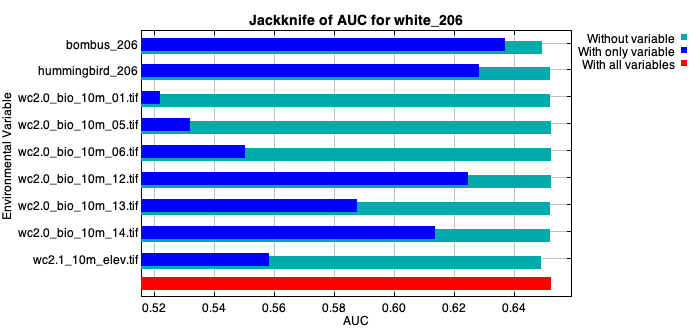 Jackknife of AUC for white_206
Without variable
With only variable
With all variables
Environmental Variable
bombus_206
hummingbird_206
wc2.0_bio_10m_01.tif
wc2.0_bio_10m_05.tif
wc2.0_bio_10m_06.tif
wc2.0_bio_10m_12.tif
wc2.0_bio_10m_13.tif
wc2.0_bio_10m_14.tif
wc2.1_10m_elev.tif
0.52 0.54 0.56 0.58 0.60 0.62 0.64
AUC